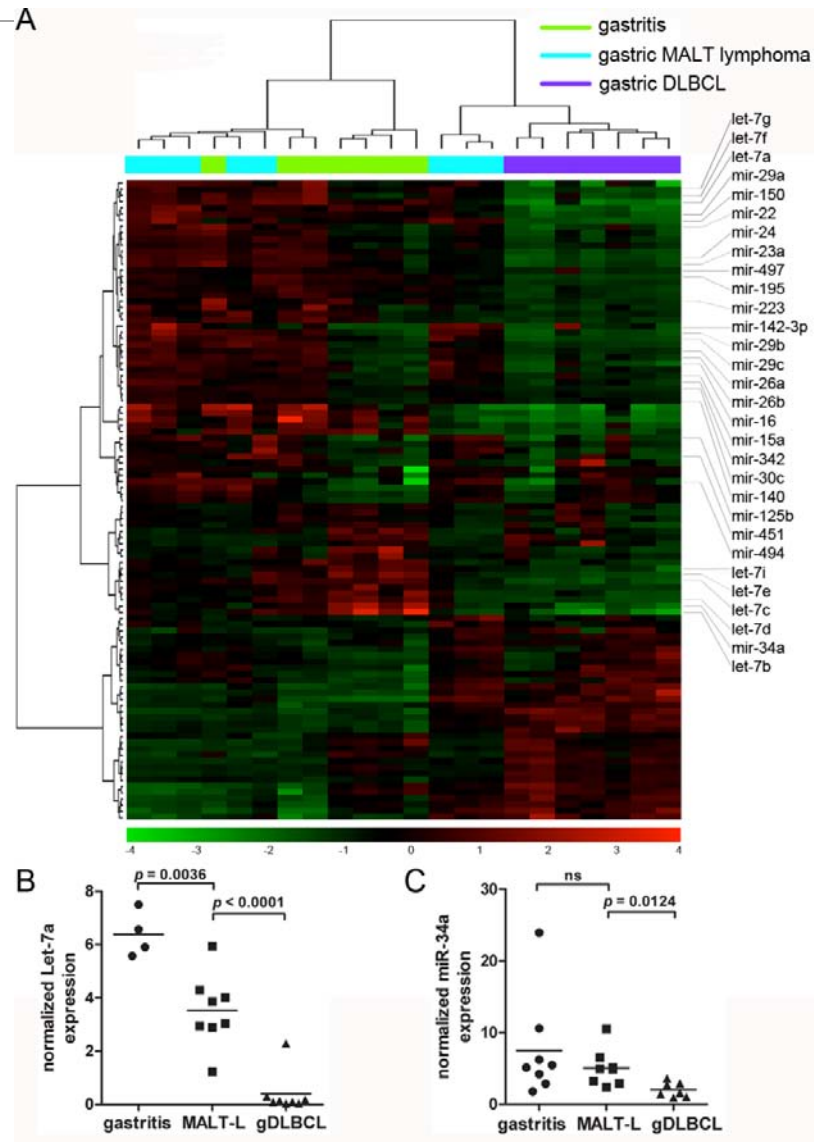 A
gastritis
gastric MALT lymphoma
gastric DLBCL
let-7g
let-7f
let-7a
mir-29a
mir-150
mir-22
mir-24
mir-23a
mir-497
mir-195
mir-223
mir-142-3p
mir-29b
mir-29c
mir-26a
mir-26b
mir-16
mir-15a
mir-342
mir-30c
mir-140
mir-125b
mir-451
mir-494
let-7i
let-7e
let-7c
let-7d
mir-34a
let-7b
-4 -3 -2 -1 0 1 2 3 4
B
p = 0.0036
p < 0.0001
normalized Let-7a
expression
8
6
4
2
0
gastritis MALT-L gDLBCL
C
ns
p = 0.0124
normalized miR-34a
expression
30
20
10
0
gastritis MALT-L gDLBCL